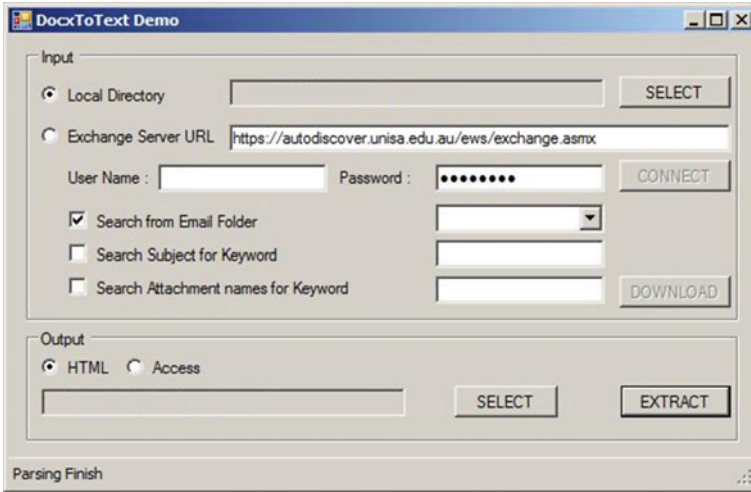 DocxToText Demo
Input
Local Directory SELECT
Exchange Server URL https://autodiscover.unisa.edu.au/ews/exchange.asmx
User Name : Password : ●●●●●●●● CONNECT
Search from Email Folder
Search Subject for Keyword
Search Attachment names for Keyword DOWNLOAD
Output
HTML Access
SELECT EXTRACT
Parsing Finish